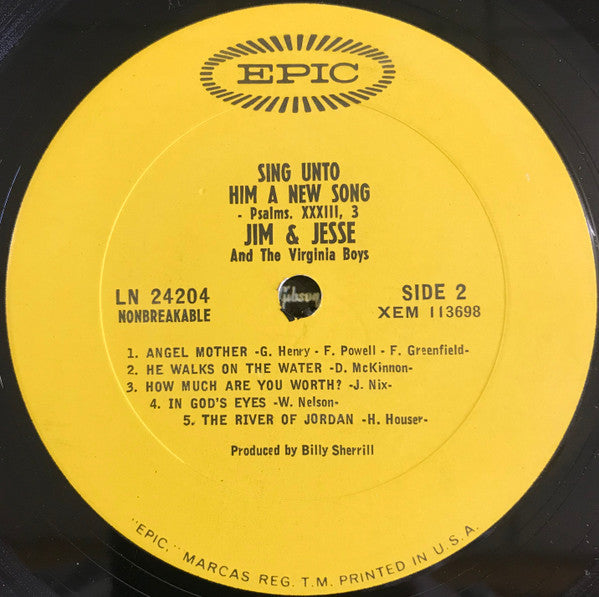 EPIC
SING UNTO
HIM A NEW SONG
- Psalms. XXXIII, 3
JIM & JESSE
And The Virginia Boys
LN 24204
NONBREAKABLE
Gibson
SIDE 2
XEM 113698
1. ANGEL MOTHER -G. Henry - F. Powell - F. Greenfield-
2. HE WALKS ON THE WATER -D. McKinnon-
3. HOW MUCH ARE YOU WORTH? -J. Nix-
4. IN GOD'S EYES -W. Nelson-
5. THE RIVER OF JORDAN -H. Houser-
Produced by Billy Sherrill
"EPIC," MARCAS REG. T.M. PRINTED IN U.S.A.